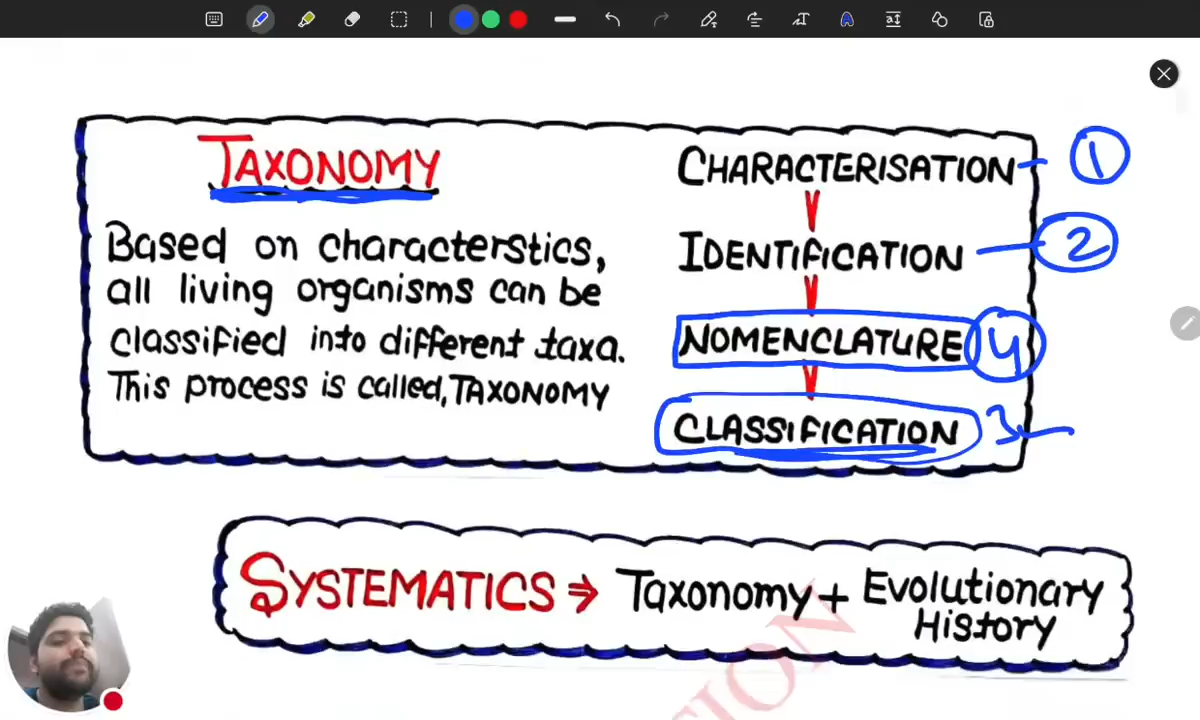 TAXONOMY
Based on characterstics,
all living organisms can be
classified into different taxa.
This process is called, TAXONOMY
CHARACTERISATION 1
IDENTIFICATION 2
NOMENCLATURE 4
CLASSIFICATION 3
SYSTEMATICS ⇒ Taxonomy + Evolutionary
History